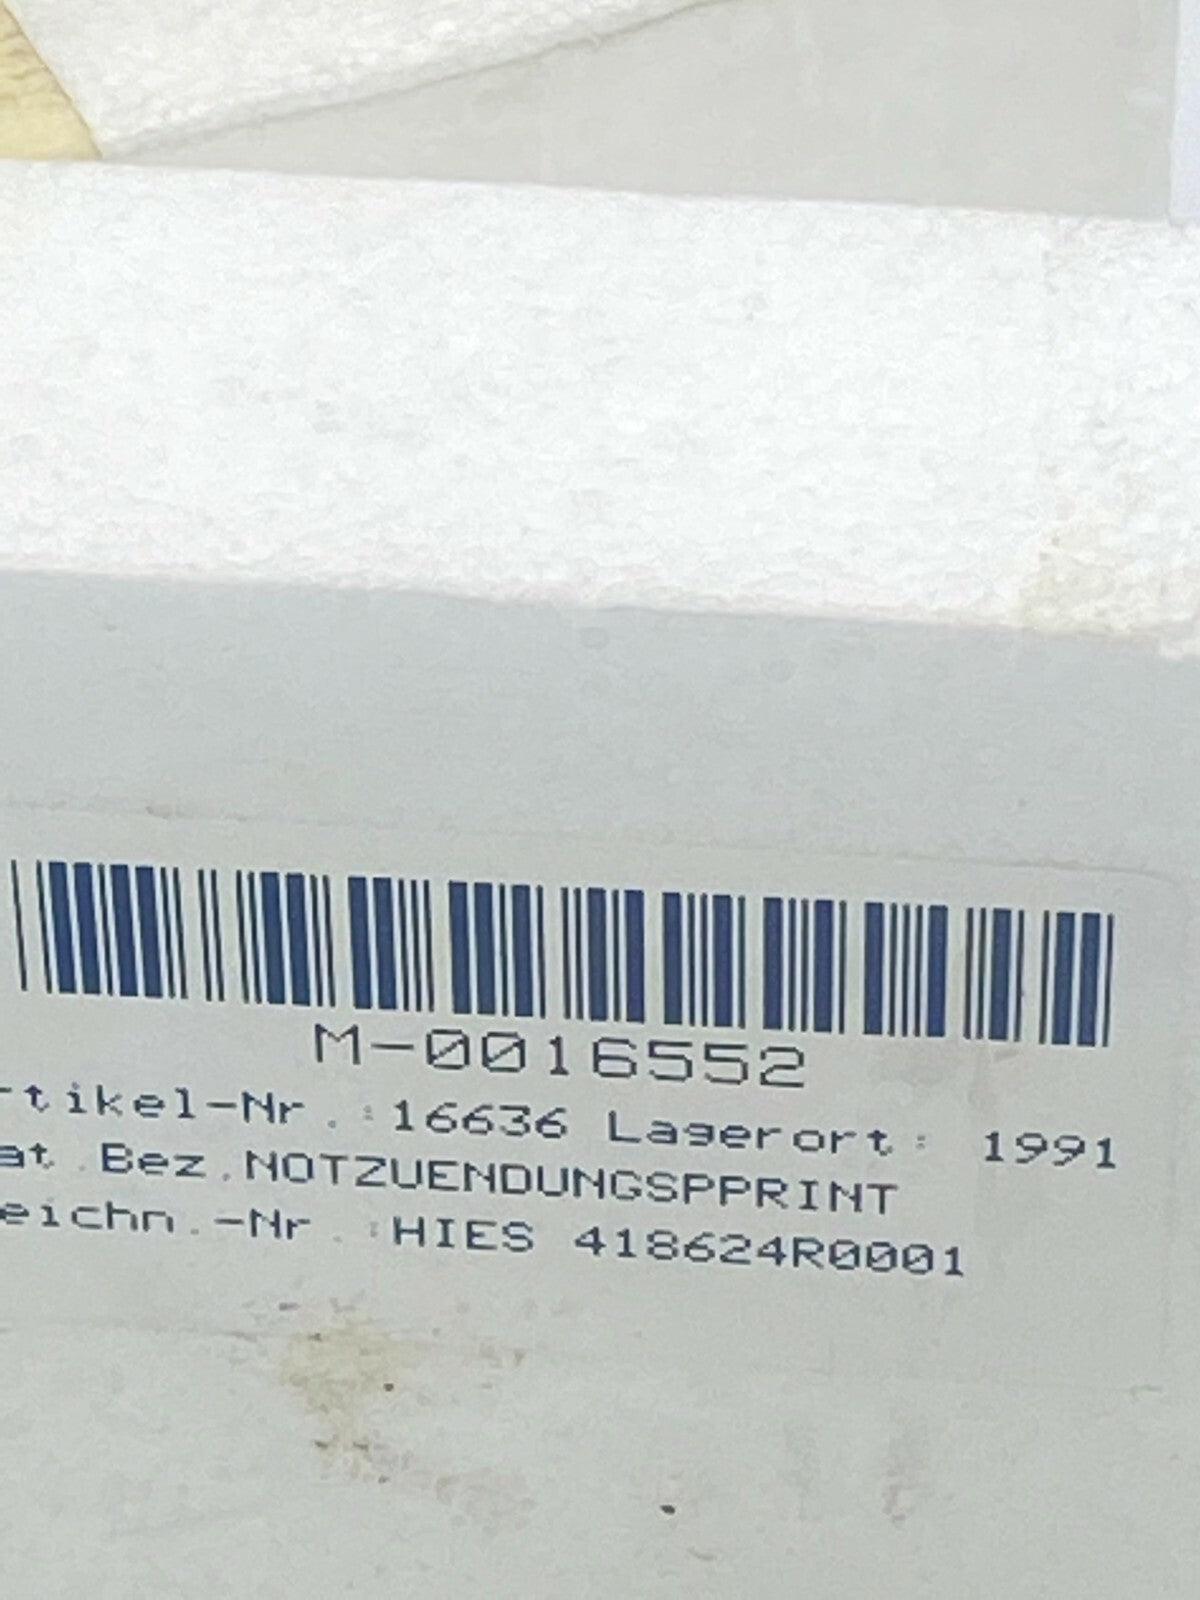 M-0016552
rtikel-Nr.:16636 Lagerort: 1991
at.Bez.NOTZUENDUNGSPPRINT
eichn.-Nr.:HIES 418624R0001